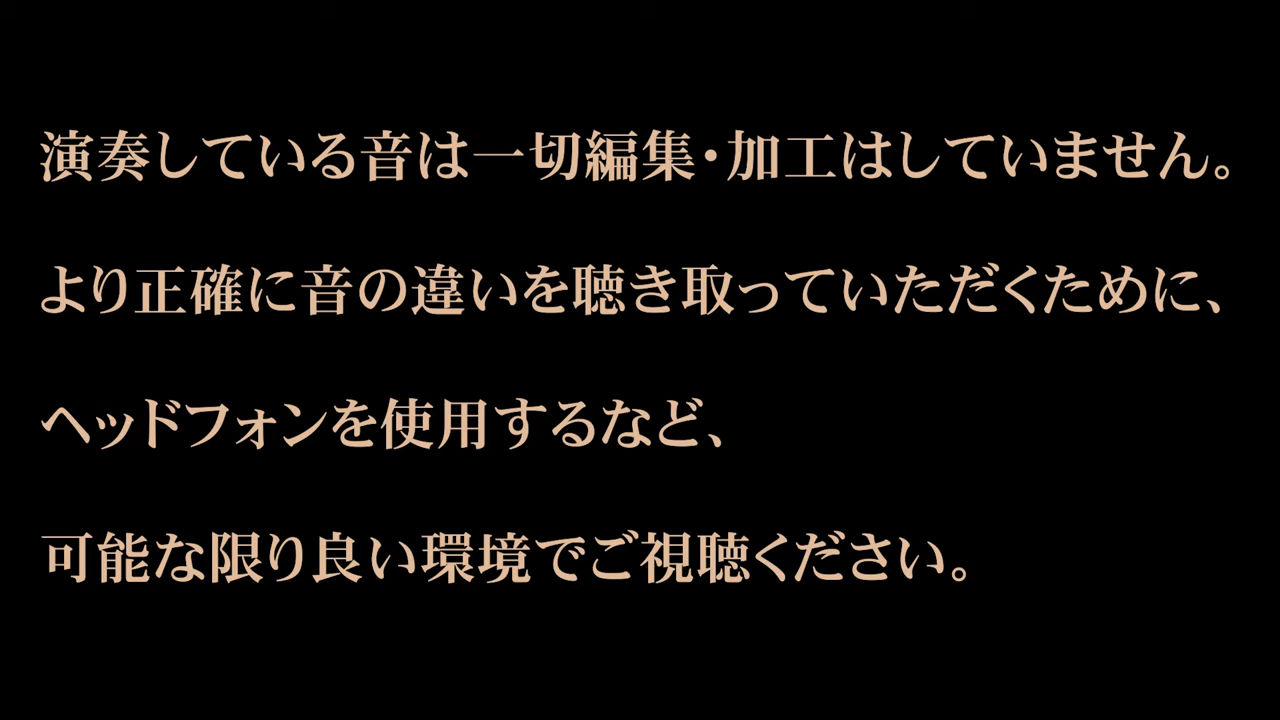 演奏している音は一切編集・加工はしていません。
より正確に音の違いを聴き取っていただくために、
ヘッドフォンを使用するなど、
可能な限り良い環境でご視聴ください。